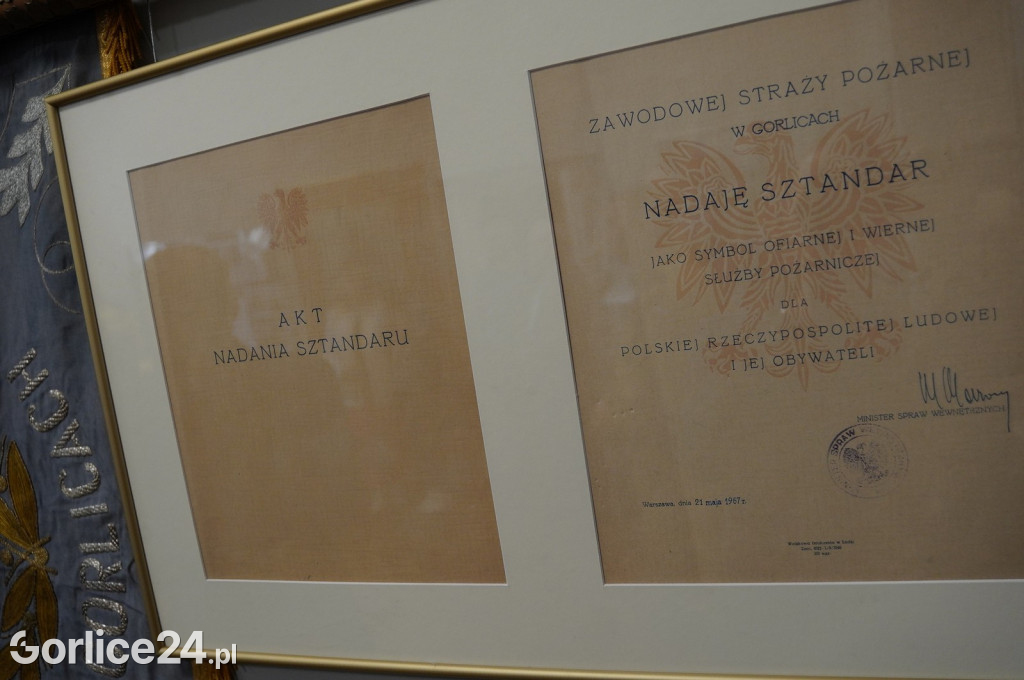 GORLICACH
AKT
NADANIA SZTANDARU
ZAWODOWEJ STRAŻY POŻARNEJ
W GORLICACH
NADAJĘ SZTANDAR
JAKO SYMBOL OFIARNEJ I WIERNEJ
SŁUŻBY POŻARNICZEJ
DLA
POLSKIEJ RZECZYPOSPOLITEJ LUDOWEJ
I JEJ OBYWATELI
MINISTER SPRAW WEWNĘTRZNYCH
SPRAW
Warszawa, dnia 21 maja 1967 r.
Gorlice24.pl